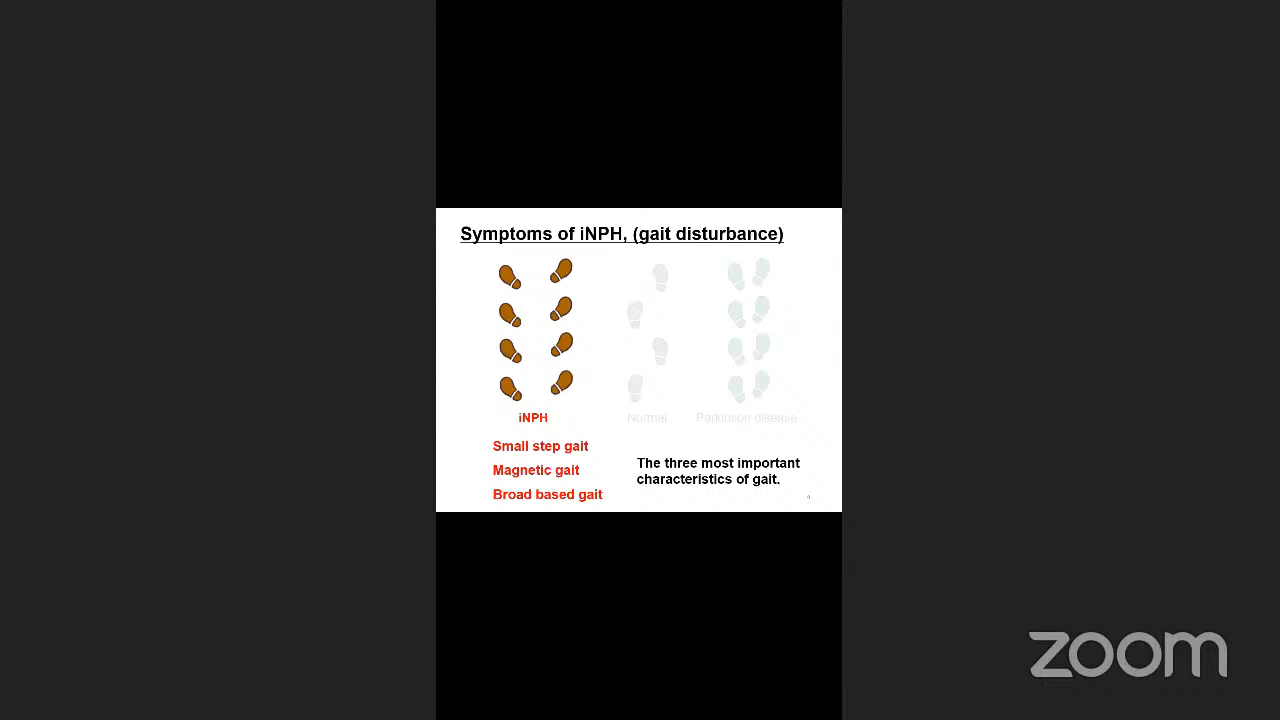 Symptoms of iNPH, (gait disturbance)
iNPH
Normal
Parkinson disease
Small step gait
Magnetic gait
Broad based gait
The three most important
characteristics of gait.
zoom